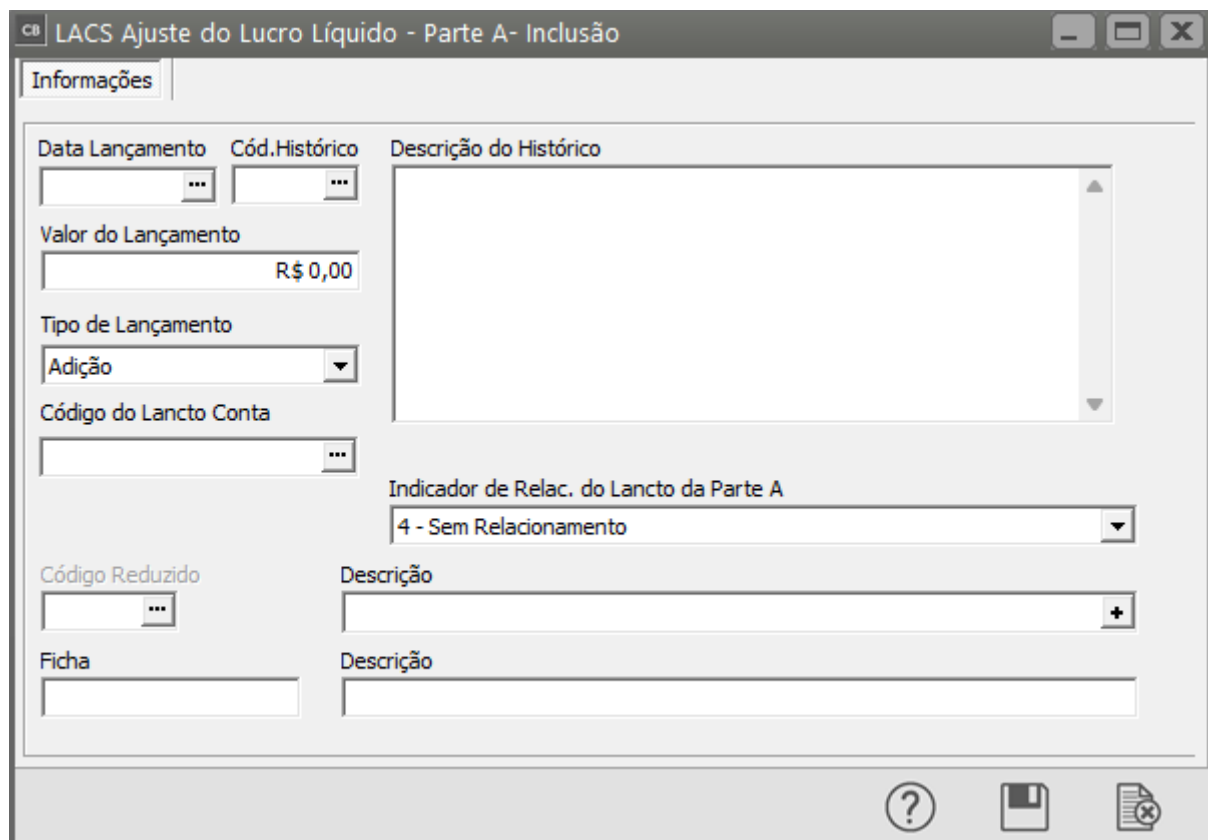 CB LACS Ajuste do Lucro Líquido - Parte A- Inclusão
Informações
Data Lançamento Cód.Histórico Descrição do Histórico
Valor do Lançamento
R$ 0,00
Tipo de Lançamento
Adição
Código do Lancto Conta
Indicador de Relac. do Lancto da Parte A
4 - Sem Relacionamento
Código Reduzido Descrição
Ficha Descrição